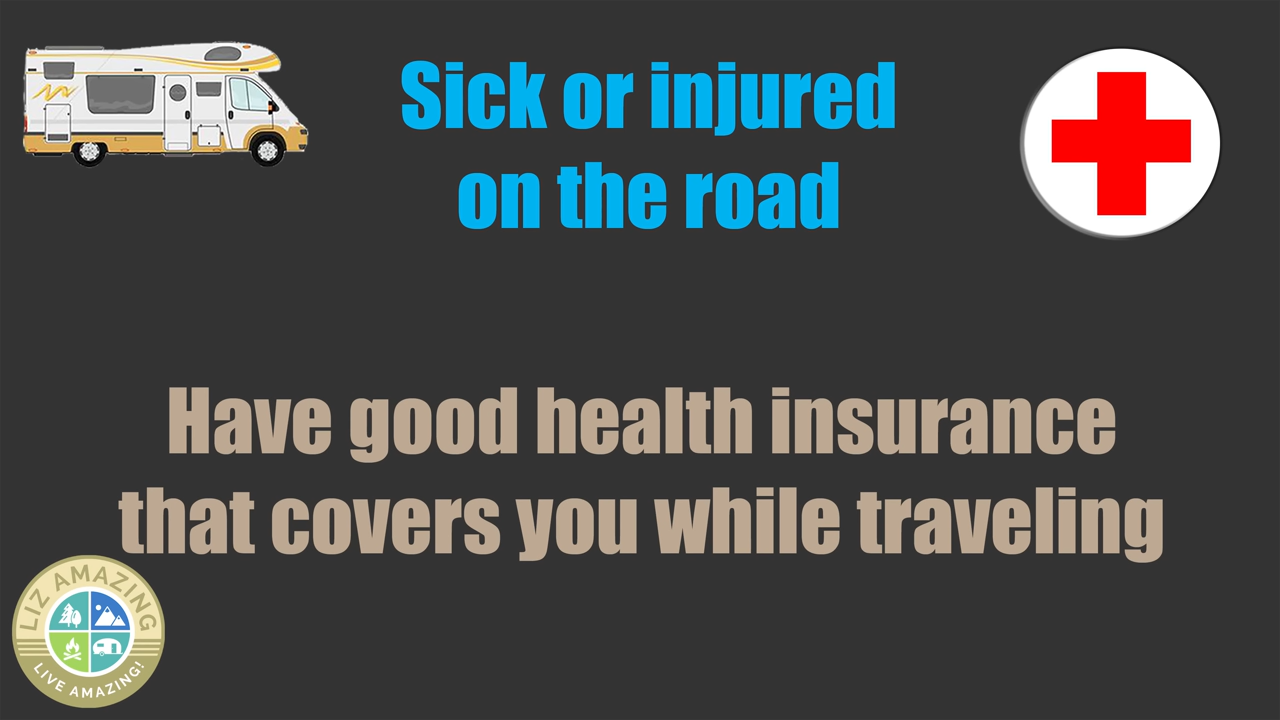 Sick or injured
on the road
Have good health insurance
that covers you while traveling
LIZ AMAZING
LIVE AMAZING!